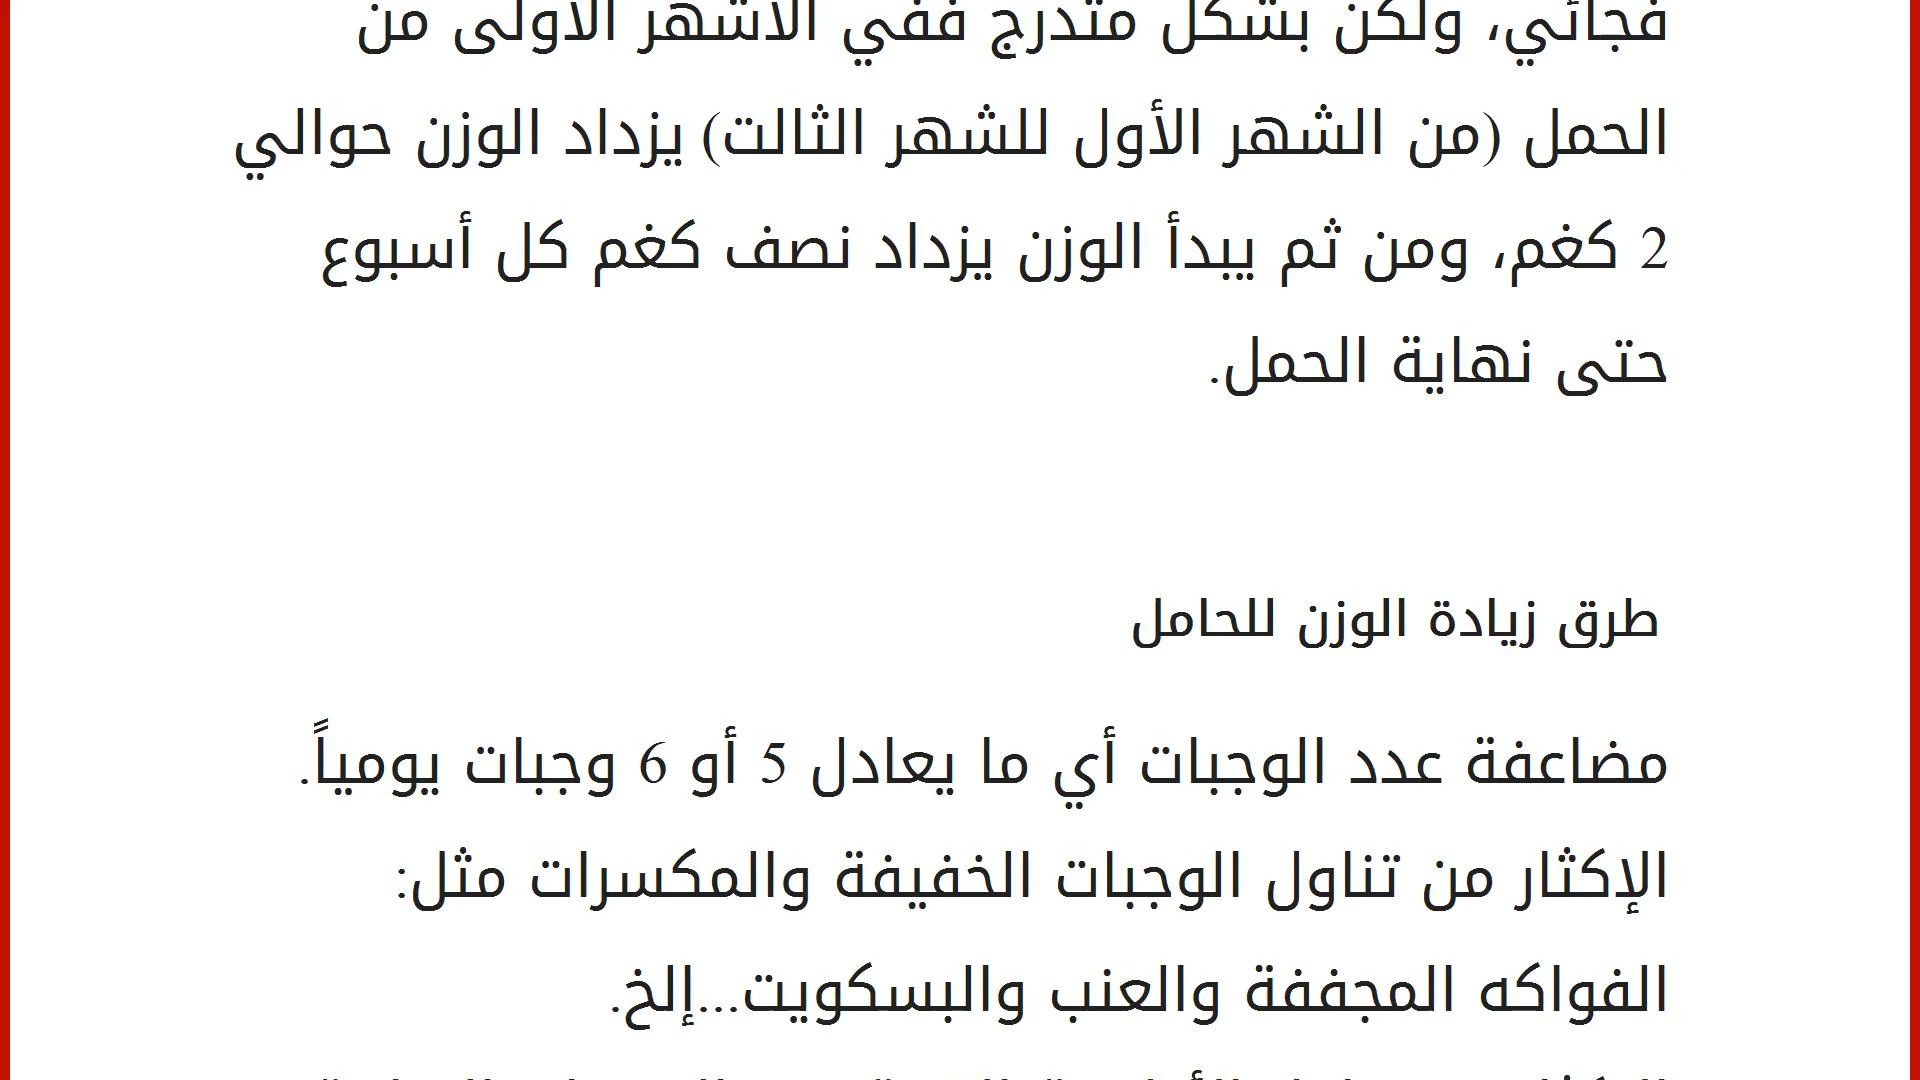 فجائي، ولكن بشكل متدرج ففي الأشهر الأولى من
الحمل (من الشهر الأول للشهر الثالت) يزداد الوزن حوالي
2 كغم، ومن ثم يبدأ الوزن يزداد نصف كغم كل أسبوع
حتى نهاية الحمل.
طرق زيادة الوزن للحامل
مضاعفة عدد الوجبات أي ما يعادل 5 أو 6 وجبات يومياً.
الإكثار من تناول الوجبات الخفيفة والمكسرات مثل:
الفواكه المجففة والعنب والبسكويت...إلخ.